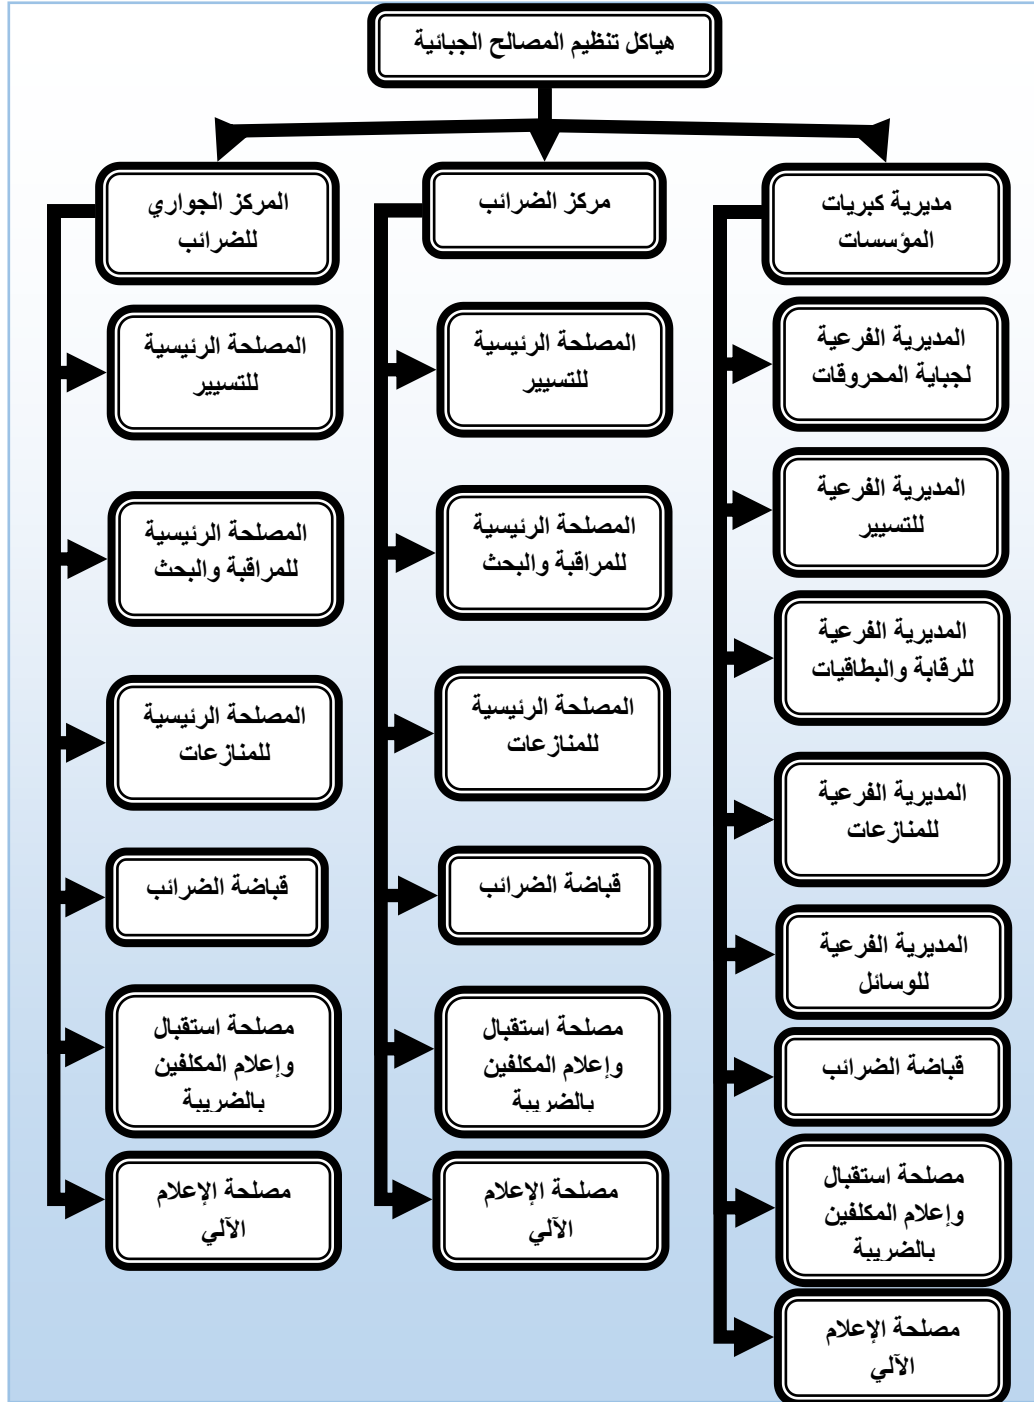 هياكل تنظيم المصالح الجبائية
مديرية كبريات
المؤسسات
المديرية الفرعية
لجباية المحروقات
المديرية الفرعية
للتسيير
المديرية الفرعية
للرقابة والبطاقيات
المديرية الفرعية
للمنازعات
المديرية الفرعية
للوسائل
قباضة الضرائب
مصلحة استقبال
وإعلام المكلفين
بالضريبة
مصلحة الإعلام
الآلي
مركز الضرائب
المصلحة الرئيسية
للتسيير
المصلحة الرئيسية
للمراقبة والبحث
المصلحة الرئيسية
للمنازعات
قباضة الضرائب
مصلحة استقبال
وإعلام المكلفين
بالضريبة
مصلحة الإعلام
الآلي
المركز الجواري
للضرائب
المصلحة الرئيسية
للتسيير
المصلحة الرئيسية
للمراقبة والبحث
المصلحة الرئيسية
للمنازعات
قباضة الضرائب
مصلحة استقبال
وإعلام المكلفين
بالضريبة
مصلحة الإعلام
الآلي